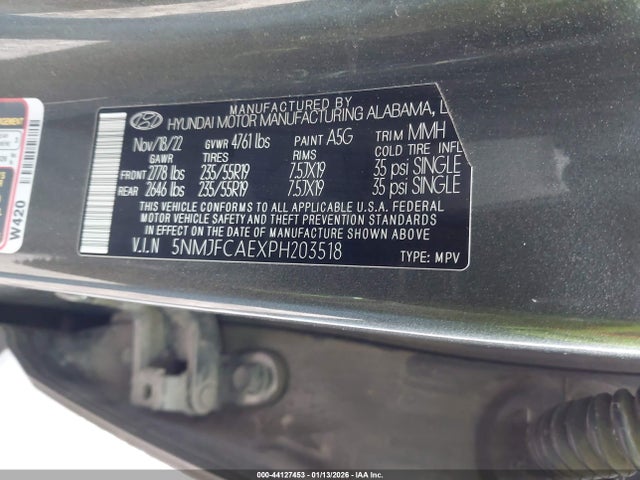 MANUFACTURED BY
HYUNDAI MOTOR MANUFACTURING ALABAMA, L
Nov/18/22 GVWR 4761 lbs PAINT A5G TRIM MMH
GAWR TIRES RIMS COLD TIRE INFL
FRONT 2778 lbs 235/55R19 7.5JX19 35 psi SINGLE
REAR 2646 lbs 235/55R19 7.5JX19 35 psi SINGLE
THIS VEHICLE CONFORMS TO ALL APPLICABLE U.S.A. FEDERAL
MOTOR VEHICLE SAFETY AND THEFT PREVENTION STANDARDS
IN EFFECT ON THE DATE OF MANUFACTURE SHOWN ABOVE.
V.I.N 5NMJFCAEXPH203518 TYPE: MPV
W420
000-44127453 - 01/13/2026 - IAA Inc.